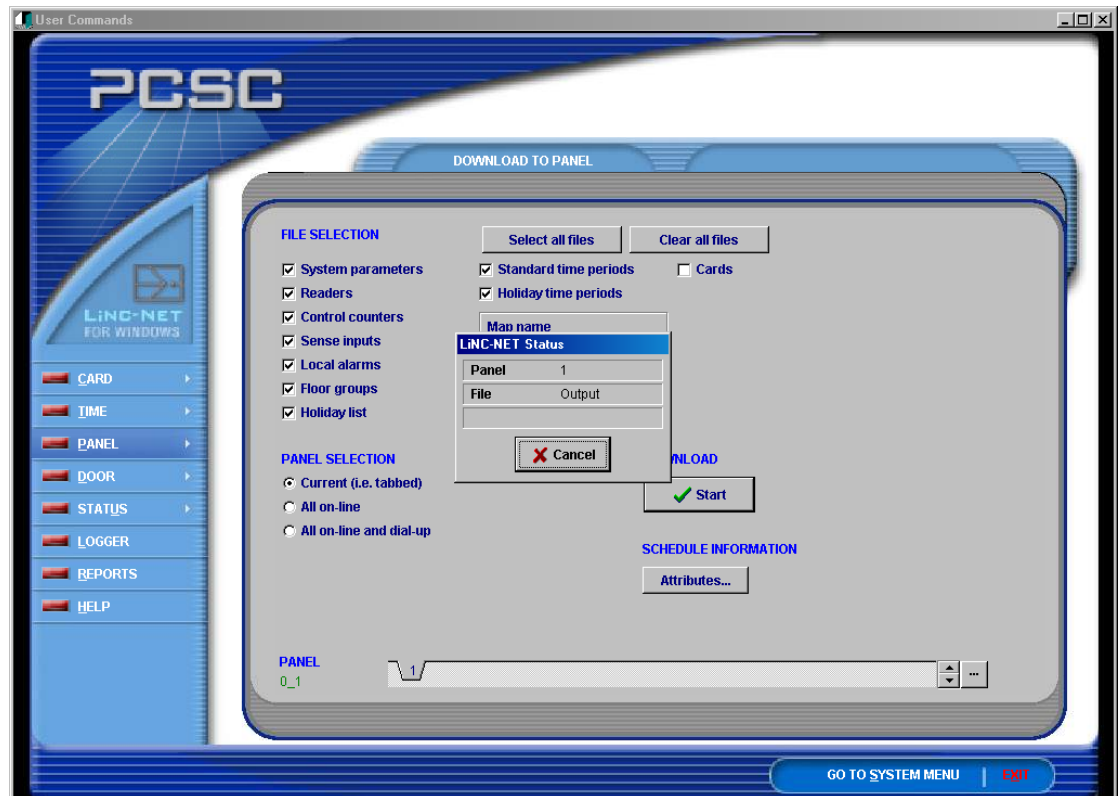 User Commands
PCSC
DOWNLOAD TO PANEL
FILE SELECTION
Select all files
Clear all files
System parameters
Standard time periods
Cards
Readers
Holiday time periods
Control counters
Map name
Sense inputs
LiNC-NET Status
Local alarms
Panel 1
Floor groups
File Output
Holiday list
Cancel
LiNC-NET
FOR WINDOWS
CARD
TIME
PANEL
DOOR
STATUS
LOGGER
REPORTS
HELP
PANEL SELECTION
Current (i.e. tabbed)
All on-line
All on-line and dial-up
NLOAD
Start
SCHEDULE INFORMATION
Attributes...
PANEL
0_1
1
...
GO TO SYSTEM MENU | EXIT